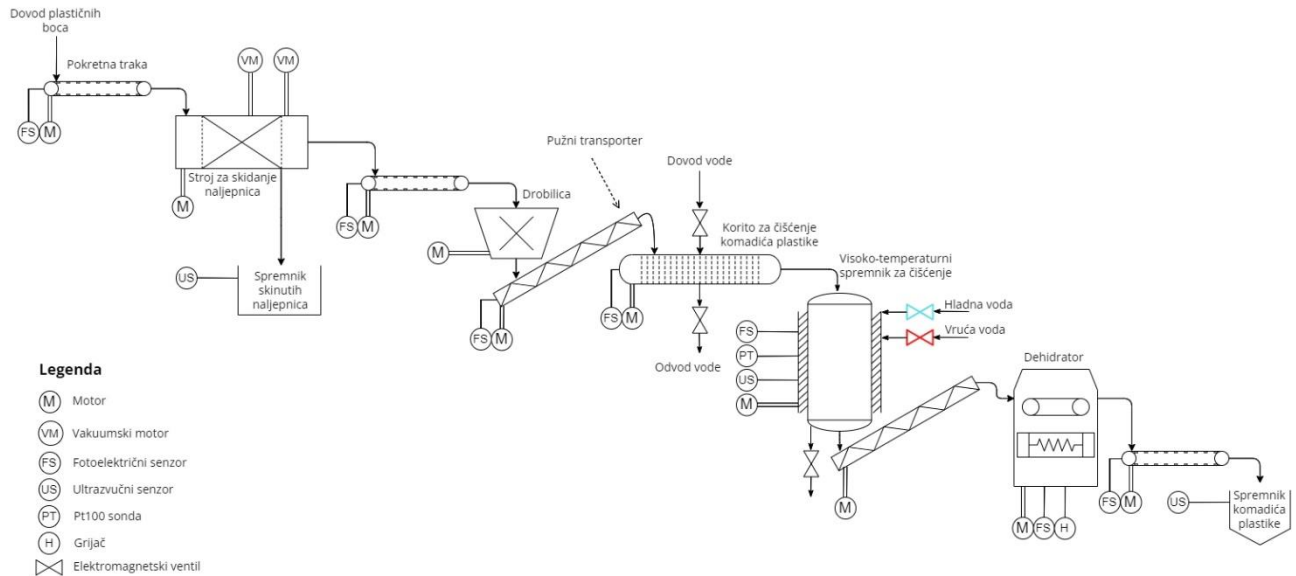 Dovod plastičnih
boca
Pokretna traka
FS
M
VM
VM
Stroj za skidanje
naljepnica
M
US
Spremnik
skinutih
naljepnica
FS
M
Drobilica
M
Pužni transporter
FS
M
Dovod vode
Korito za čišćenje
komadića plastike
FS
M
Odvod vode
Visoko-temperaturni
spremnik za čišćenje
Hladna voda
Vruća voda
FS
PT
US
M
M
Dehidrator
M
FS
H
FS
M
US
Spremnik
komadića
plastike
Legenda
M Motor
VM Vakuumski motor
FS Fotoelektrični senzor
US Ultrazvučni senzor
PT Pt100 sonda
H Grijač
Elektromagnetski ventil